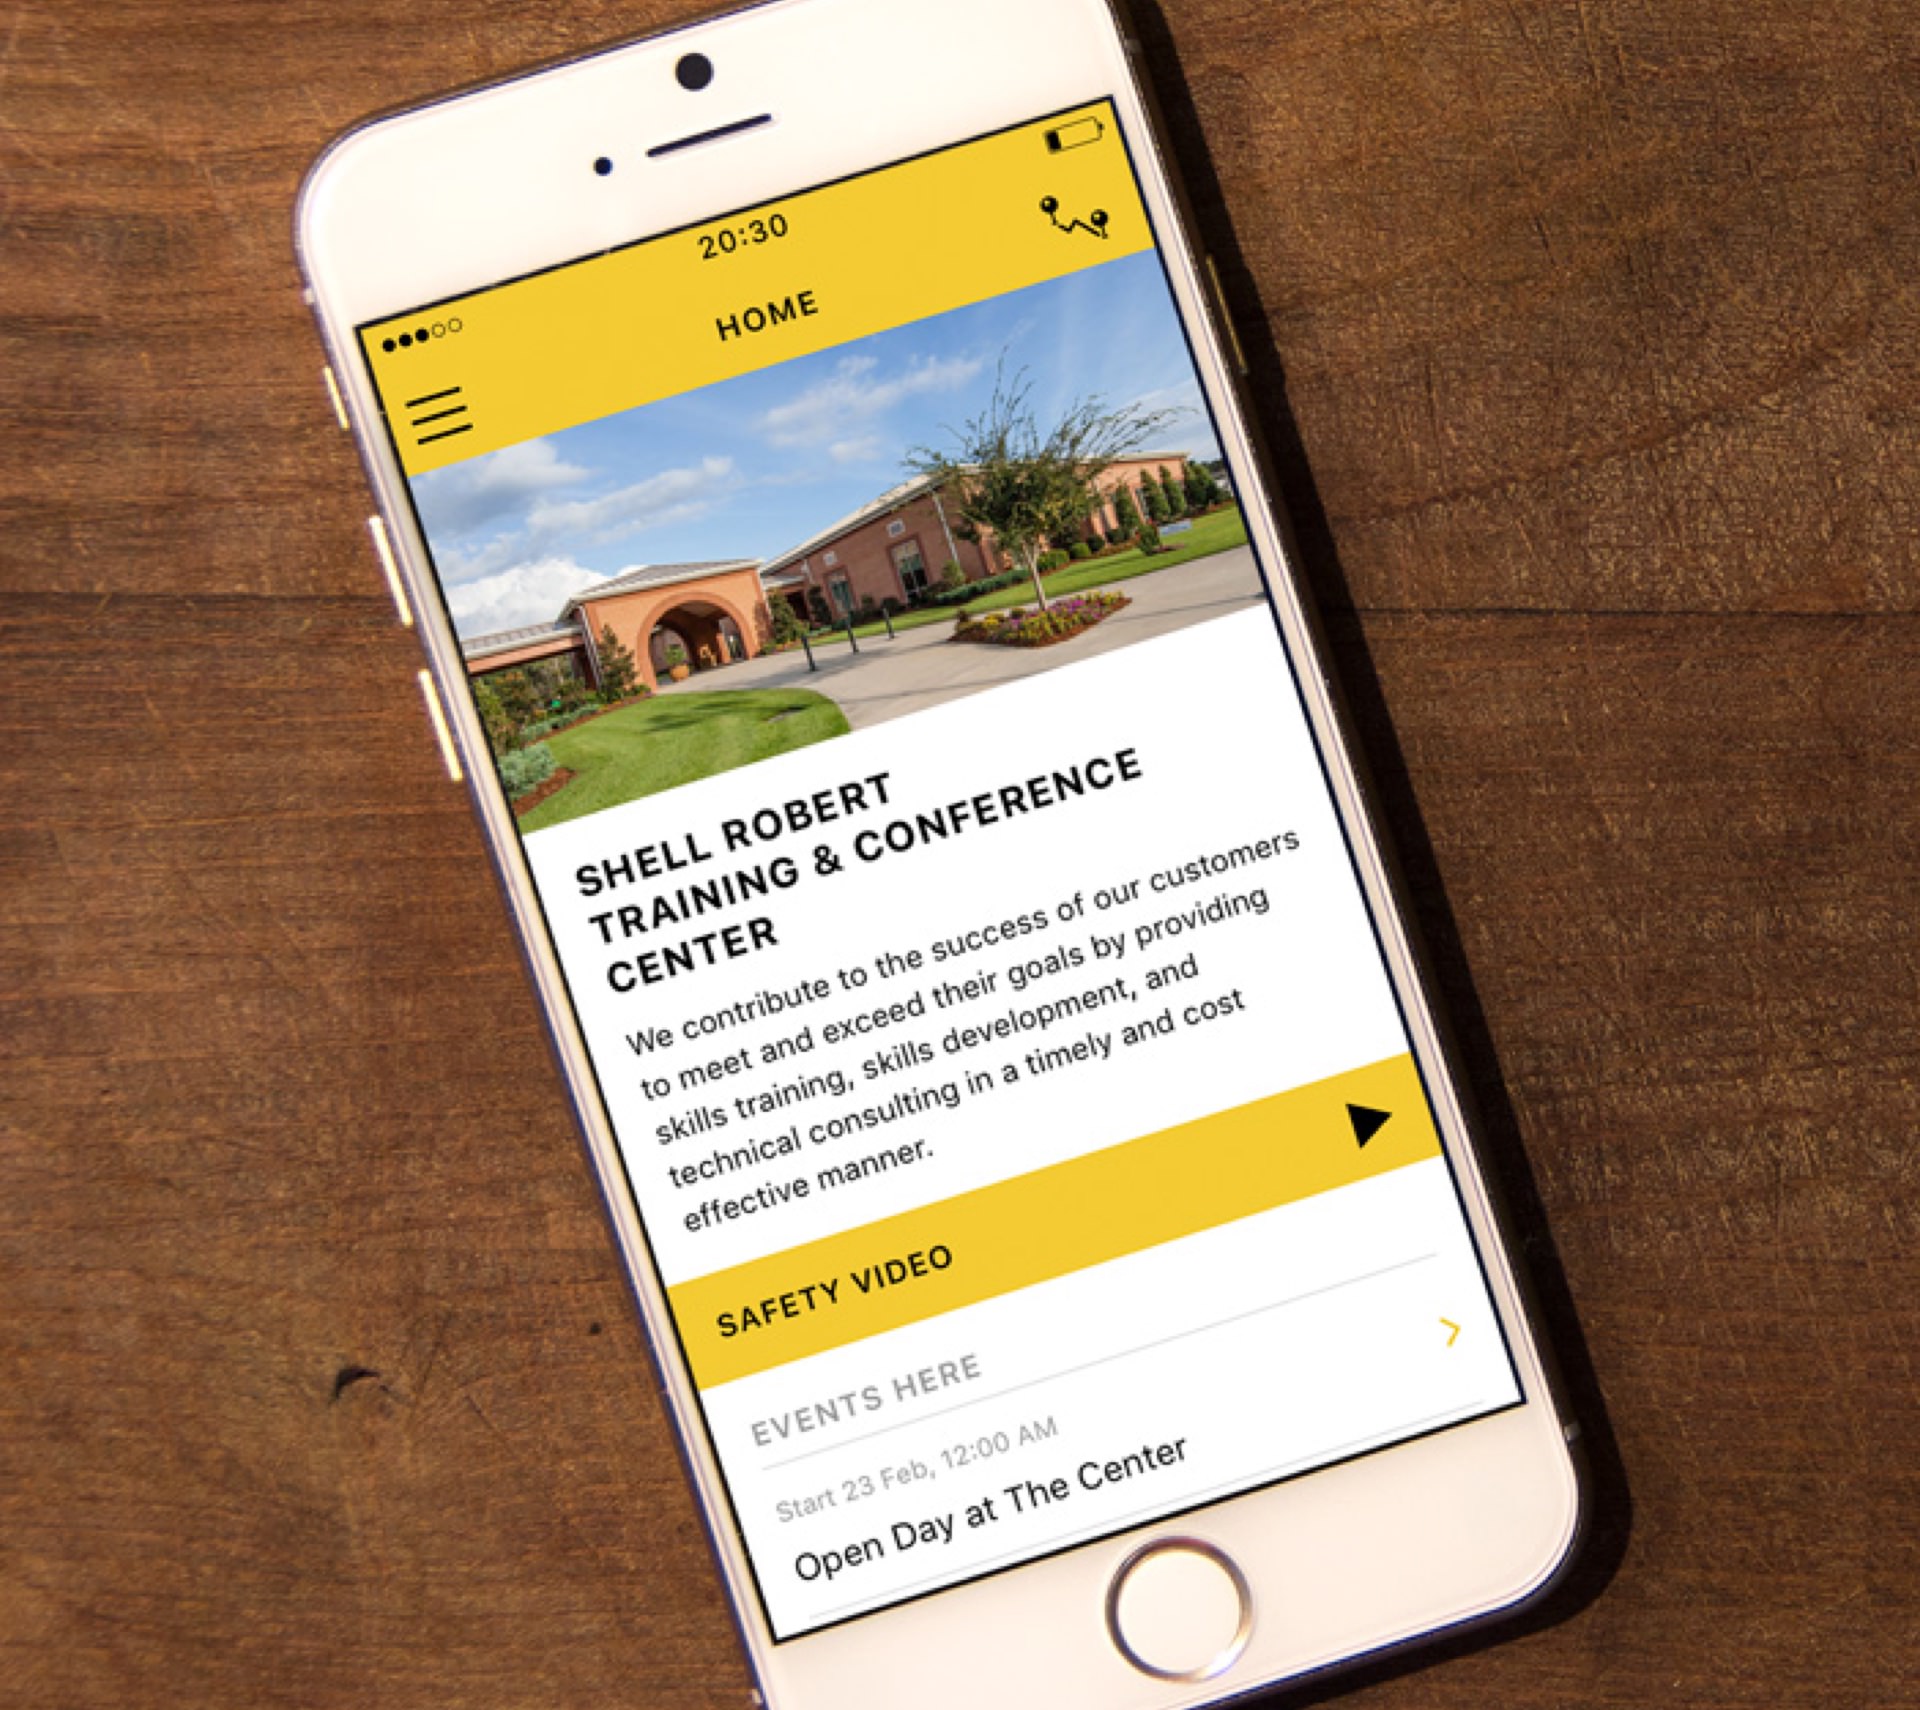 20:30
HOME
SHELL ROBERT
TRAINING & CONFERENCE
CENTER
We contribute to the success of our customers
to meet and exceed their goals by providing
skills training, skills development, and
technical consulting in a timely and cost
effective manner.
SAFETY VIDEO
EVENTS HERE
Start 23 Feb, 12:00 AM
Open Day at The Center